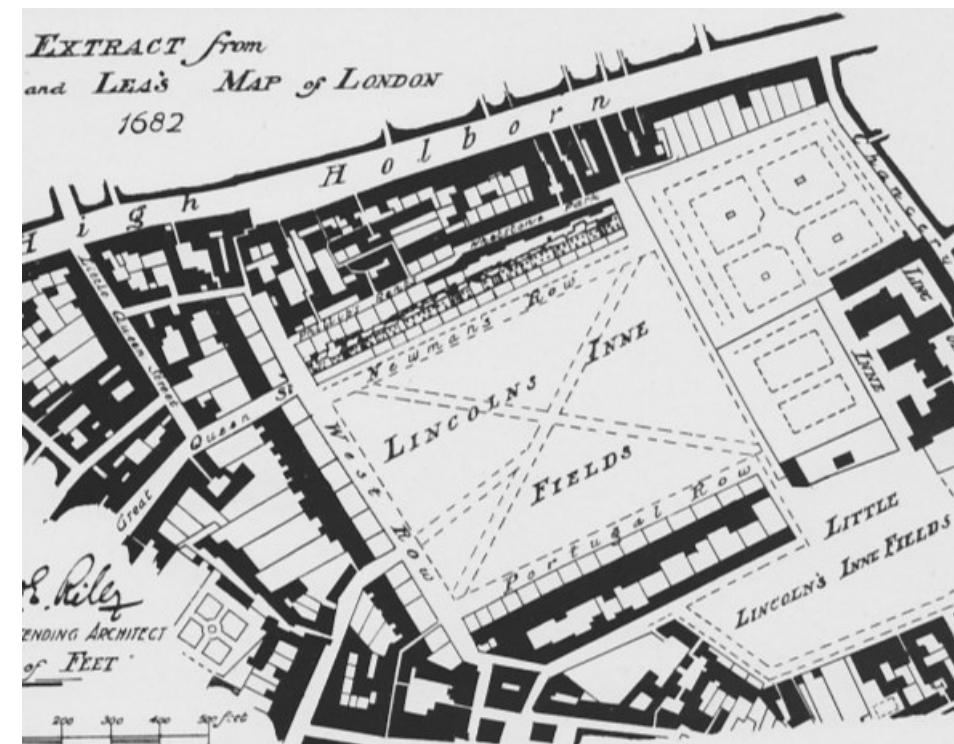 EXTRACT from
and LEA'S MAP of LONDON
1682
High Holborn
Chancery
Little Queen Street
Great Queen St
Newmans Row
West Row
LINCOLNS INNE
FIELDS
Portugal Row
LINC
INNE
LITTLE
LINCOLN'S INNE FIELDS
E. Riley
ENDING ARCHITECT
of FEET
200 300 400 500 feet